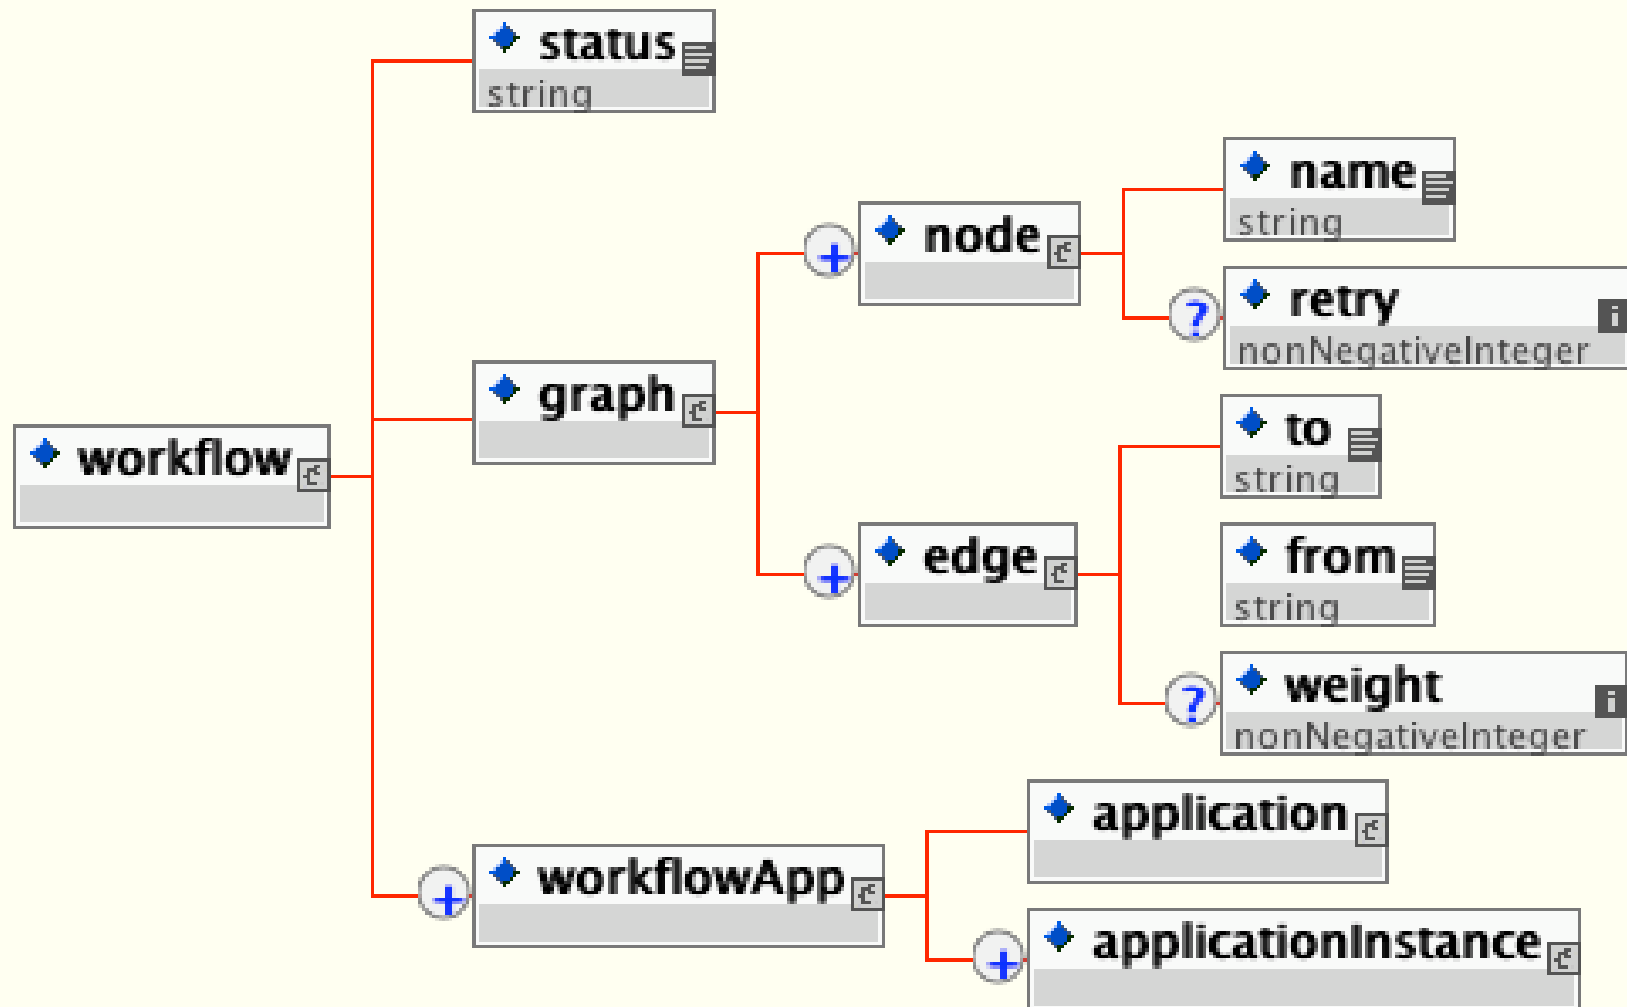 status
string
name
string
+
node
?
retry
i
nonNegativeInteger
graph
to
string
workflow
+
edge
from
string
?
weight
i
nonNegativeInteger
application
+
workflowApp
+
applicationInstance